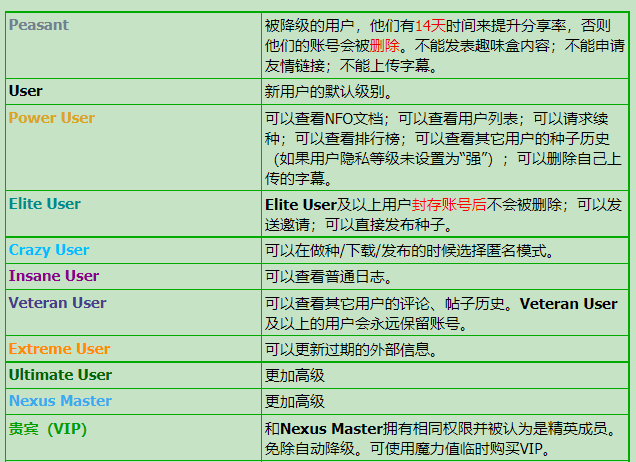 Peasant
被降级的用户，他们有14天时间来提升分享率，否则
他们的账号会被删除。不能发表趣味盒内容；不能申请
友情链接；不能上传字幕。
User
新用户的默认级别。
Power User
可以查看NFO文档；可以查看用户列表；可以请求续
种；可以查看排行榜；可以查看其它用户的种子历史
（如果用户隐私等级未设置为“强”）；可以删除自己上
传的字幕。
Elite User
Elite User及以上用户封存账号后不会被删除；可以发
送邀请；可以直接发布种子。
Crazy User
可以在做种/下载/发布的时候选择匿名模式。
Insane User
可以查看普通日志。
Veteran User
可以查看其它用户的评论、帖子历史。Veteran User
及以上的用户会永远保留账号。
Extreme User
可以更新过期的外部信息。
Ultimate User
更加高级
Nexus Master
更加高级
贵宾（VIP）
和Nexus Master拥有相同权限并被认为是精英成员。
免除自动降级。可使用魔力值临时购买VIP。